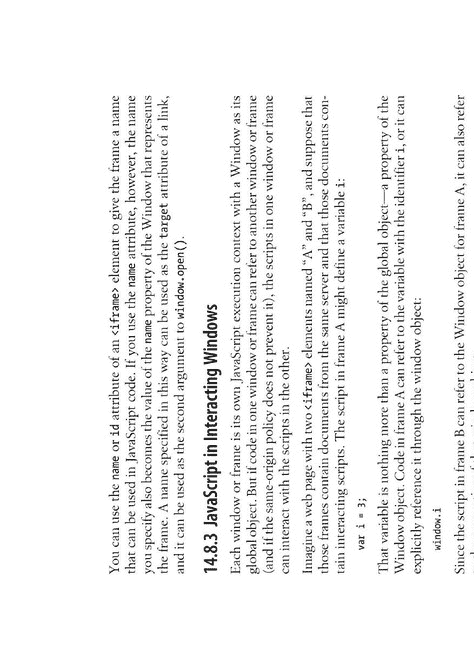 You can use the name or id attribute of an <iframe> element to give the frame a name
that can be used in JavaScript code. If you use the name attribute, however, the name
you specify also becomes the value of the name property of the Window that represents
the frame. A name specified in this way can be used as the target attribute of a link,
and it can be used as the second argument to window.open().
14.8.3 JavaScript in Interacting Windows
Each window or frame is its own JavaScript execution context with a Window as its
global object. But if code in one window or frame can refer to another window or frame
(and if the same-origin policy does not prevent it), the scripts in one window or frame
can interact with the scripts in the other.
Imagine a web page with two <iframe> elements named “A” and “B”, and suppose that
those frames contain documents from the same server and that those documents con-
tain interacting scripts. The script in frame A might define a variable i:
var i = 3;
That variable is nothing more than a property of the global object—a property of the
Window object. Code in frame A can refer to the variable with the identifier i, or it can
explicitly reference it through the window object:
window.i
Since the script in frame B can refer to the Window object for frame A, it can also refer